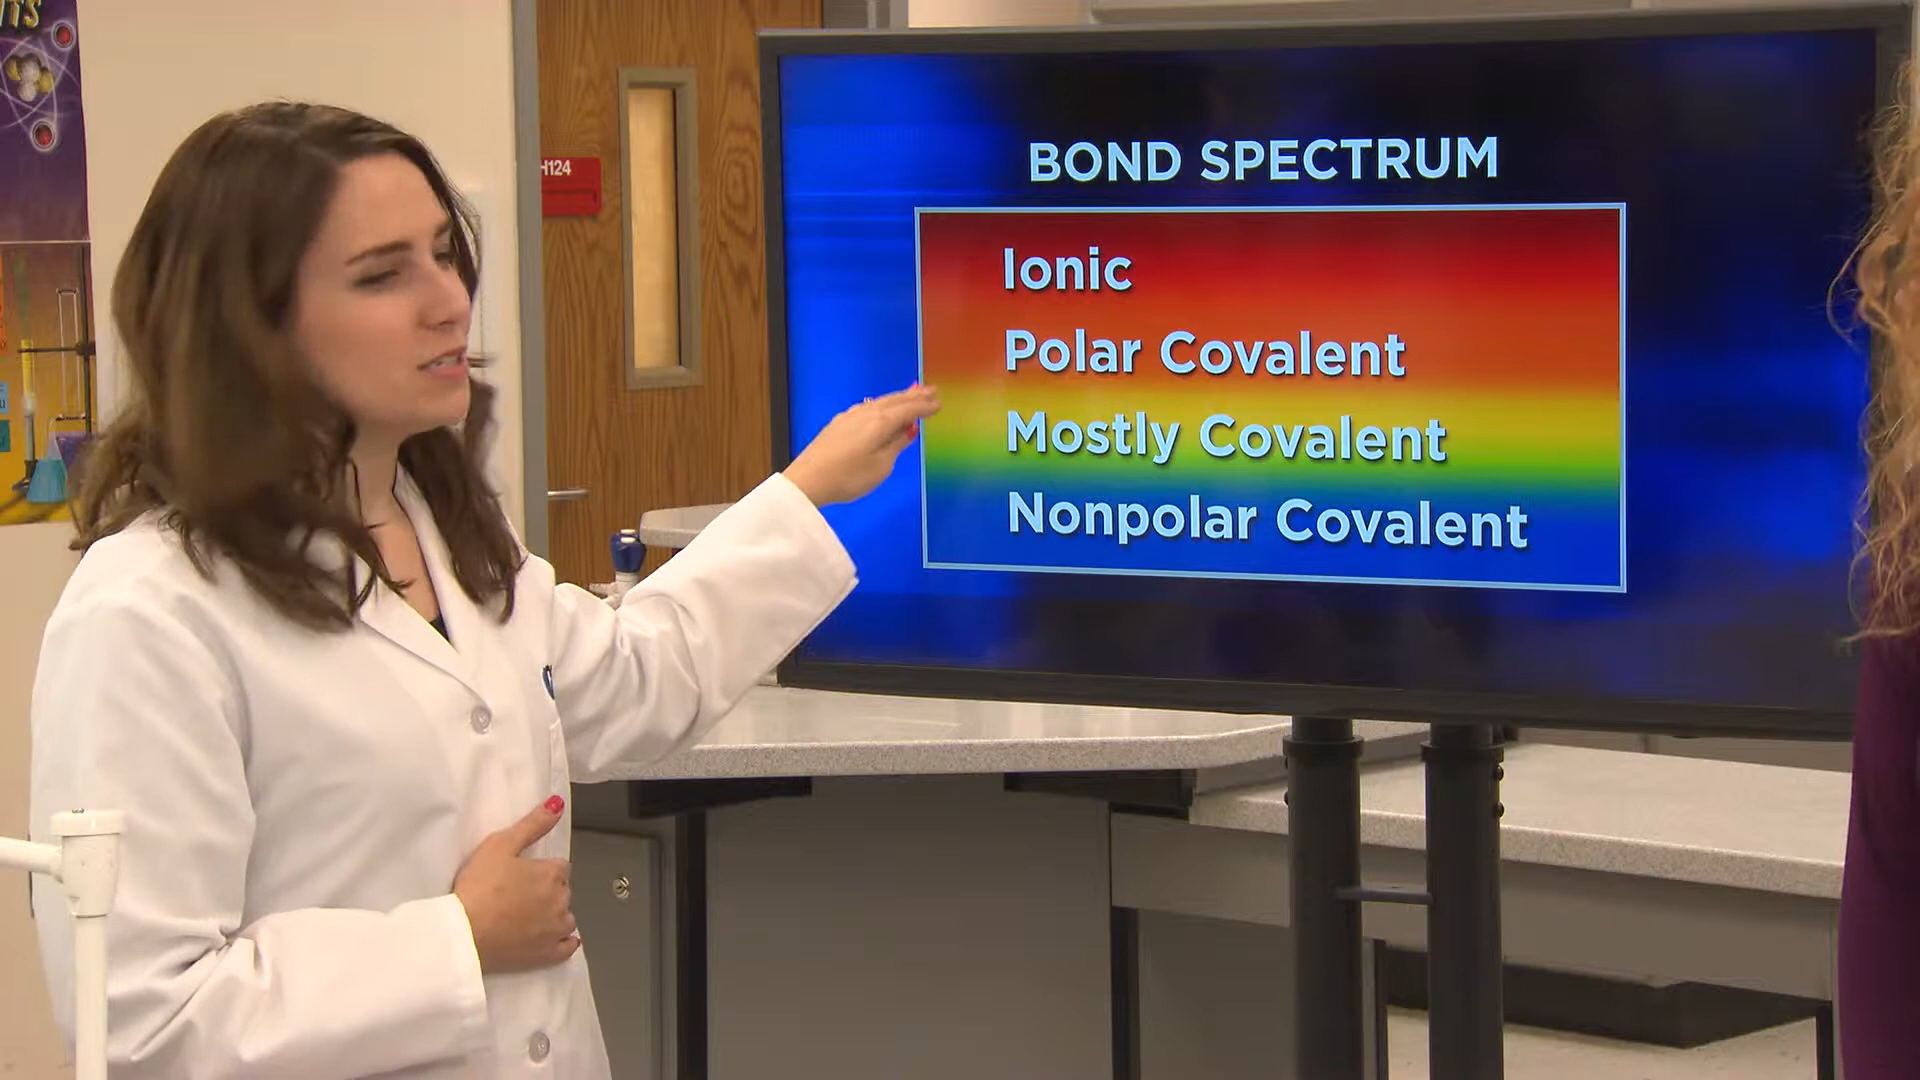 BOND SPECTRUM
Ionic
Polar Covalent
Mostly Covalent
Nonpolar Covalent
H124